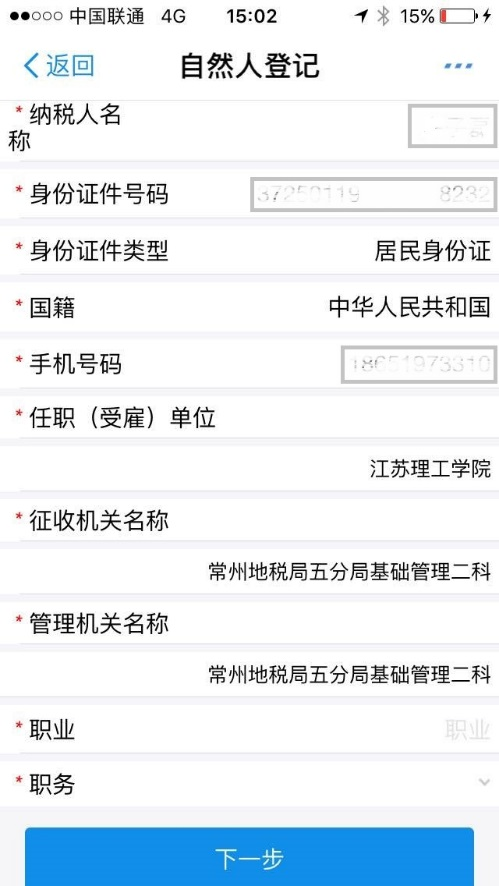 中国联通 4G 15:02 15%
返回 自然人登记
* 纳税人名
称
* 身份证件号码
* 身份证件类型 居民身份证
* 国籍 中华人民共和国
* 手机号码
* 任职（受雇）单位
江苏理工学院
* 征收机关名称
常州地税局五分局基础管理二科
* 管理机关名称
常州地税局五分局基础管理二科
* 职业 职业
* 职务
下一步